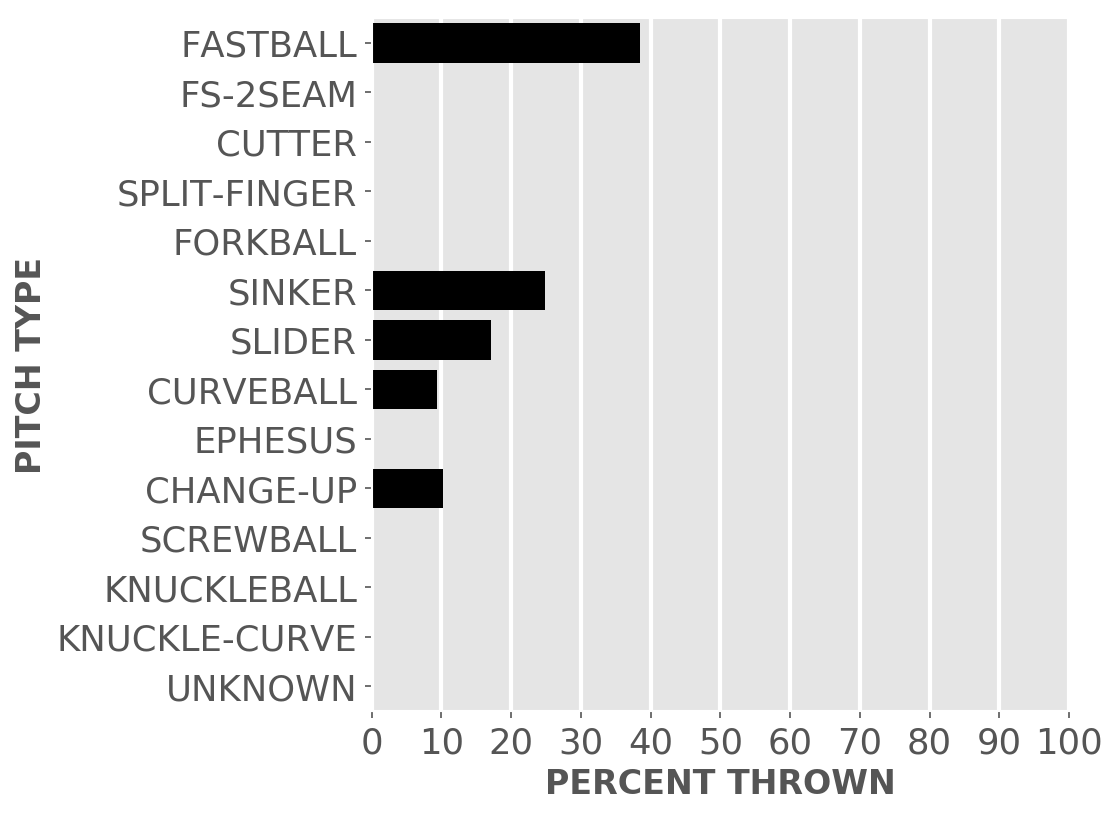 FASTBALL
FS-2SEAM
CUTTER
SPLIT-FINGER
FORKBALL
SINKER
SLIDER
CURVEBALL
EPHESUS
CHANGE-UP
SCREWBALL
KNUCKLEBALL
KNUCKLE-CURVE
UNKNOWN
PITCH TYPE
0 10 20 30 40 50 60 70 80 90 100
PERCENT THROWN